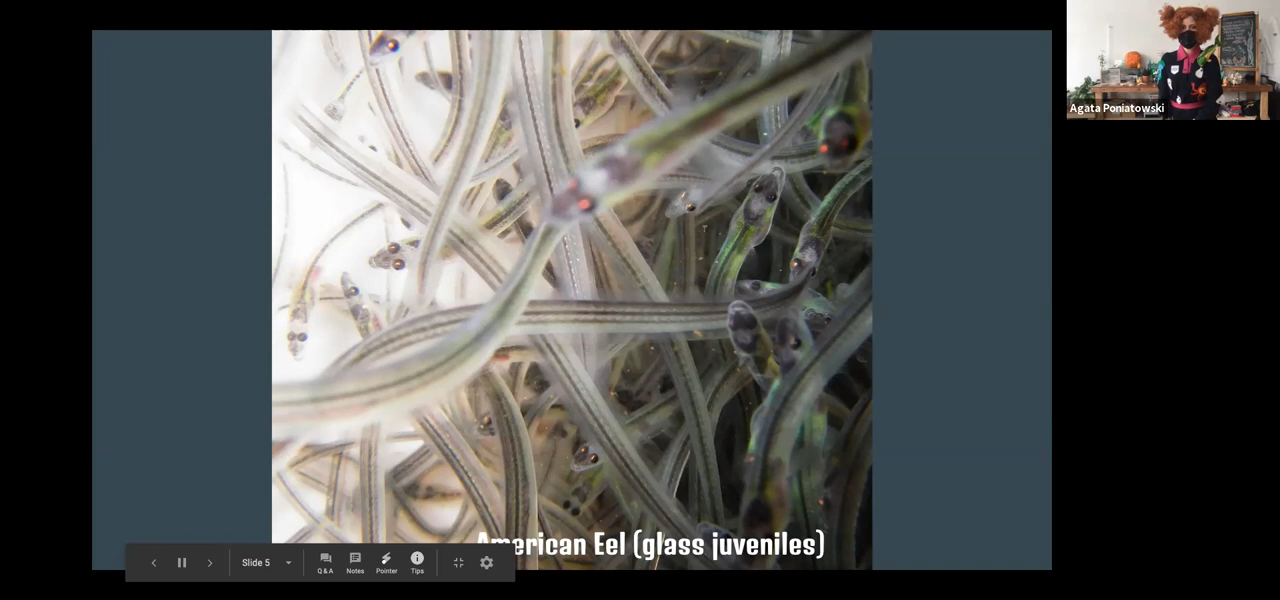 Agata Poniatowski
American Eel (glass juveniles)
Slide 5
Q & A
Notes
Pointer
Tips